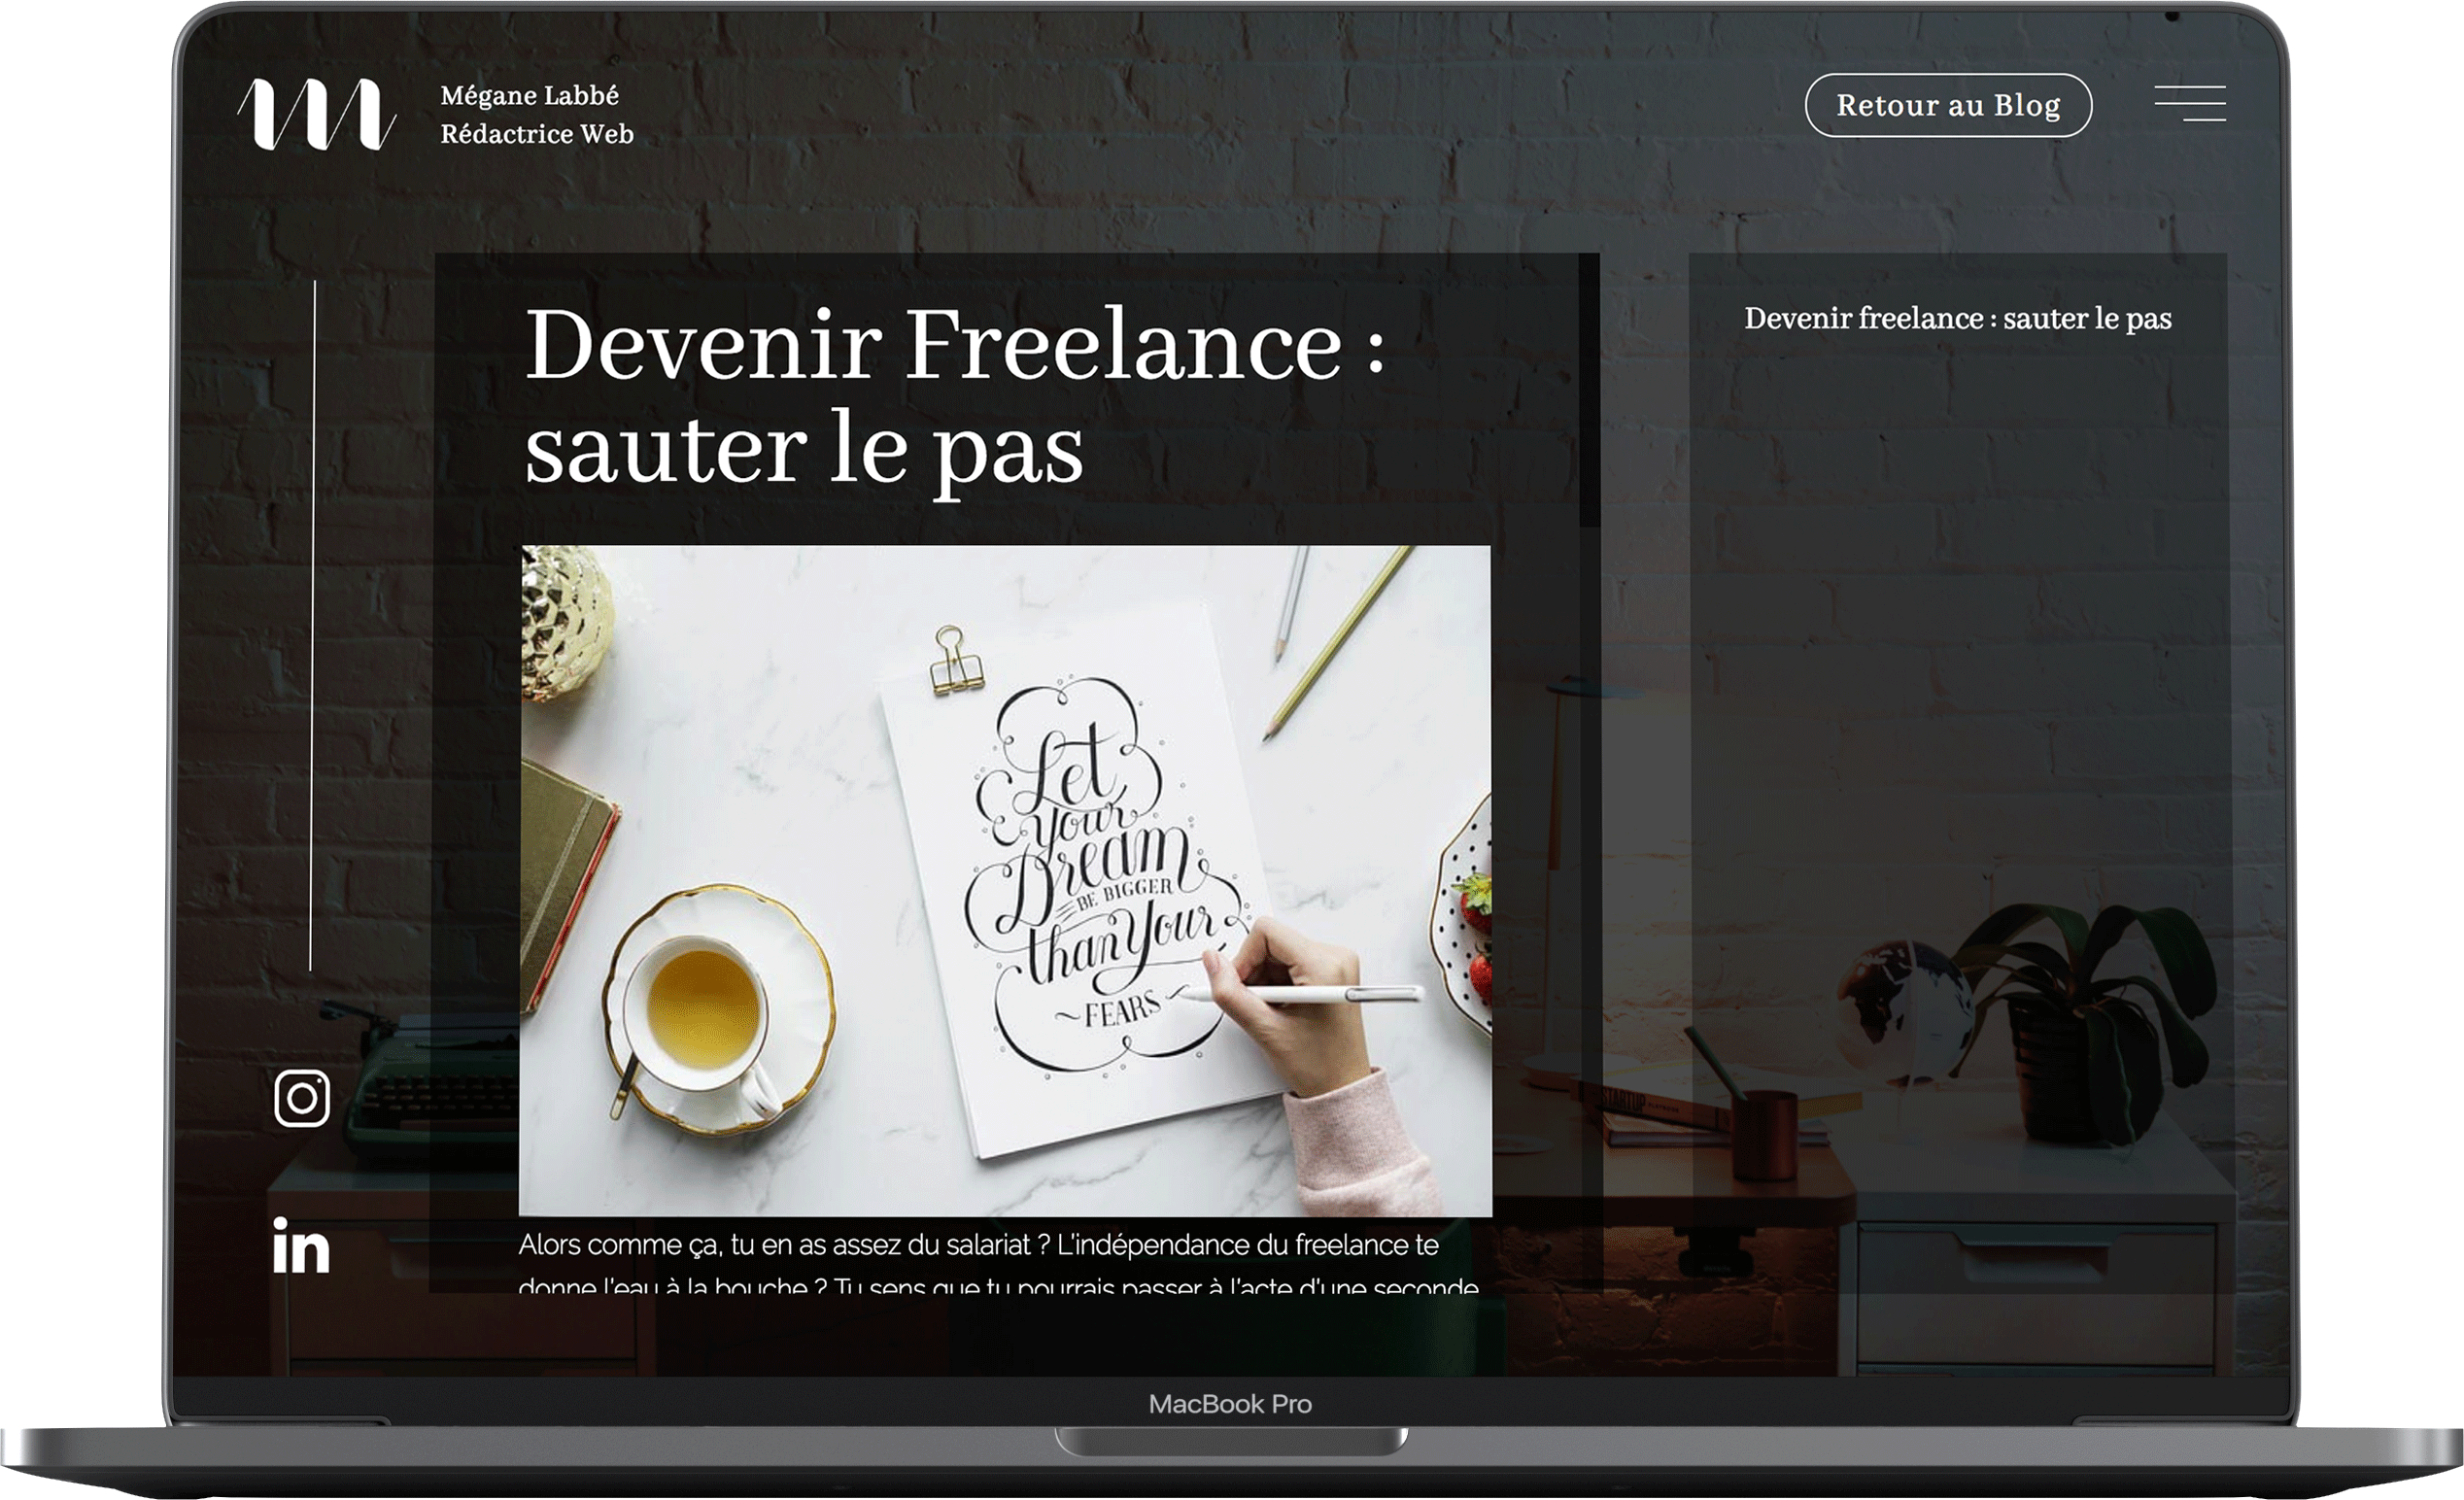 Mégane Labbé
Rédactrice Web
Retour au Blog
Devenir Freelance :
sauter le pas
Devenir freelance : sauter le pas
Let
your
Dream
BE BIGGER
than Your
~FEARS~
STARTUP
Alors comme ça, tu en as assez du salariat ? L'indépendance du freelance te
donne l'eau à la bouche ? Tu sens que tu pourrais passer à l'acte d'une seconde
in
MacBook Pro